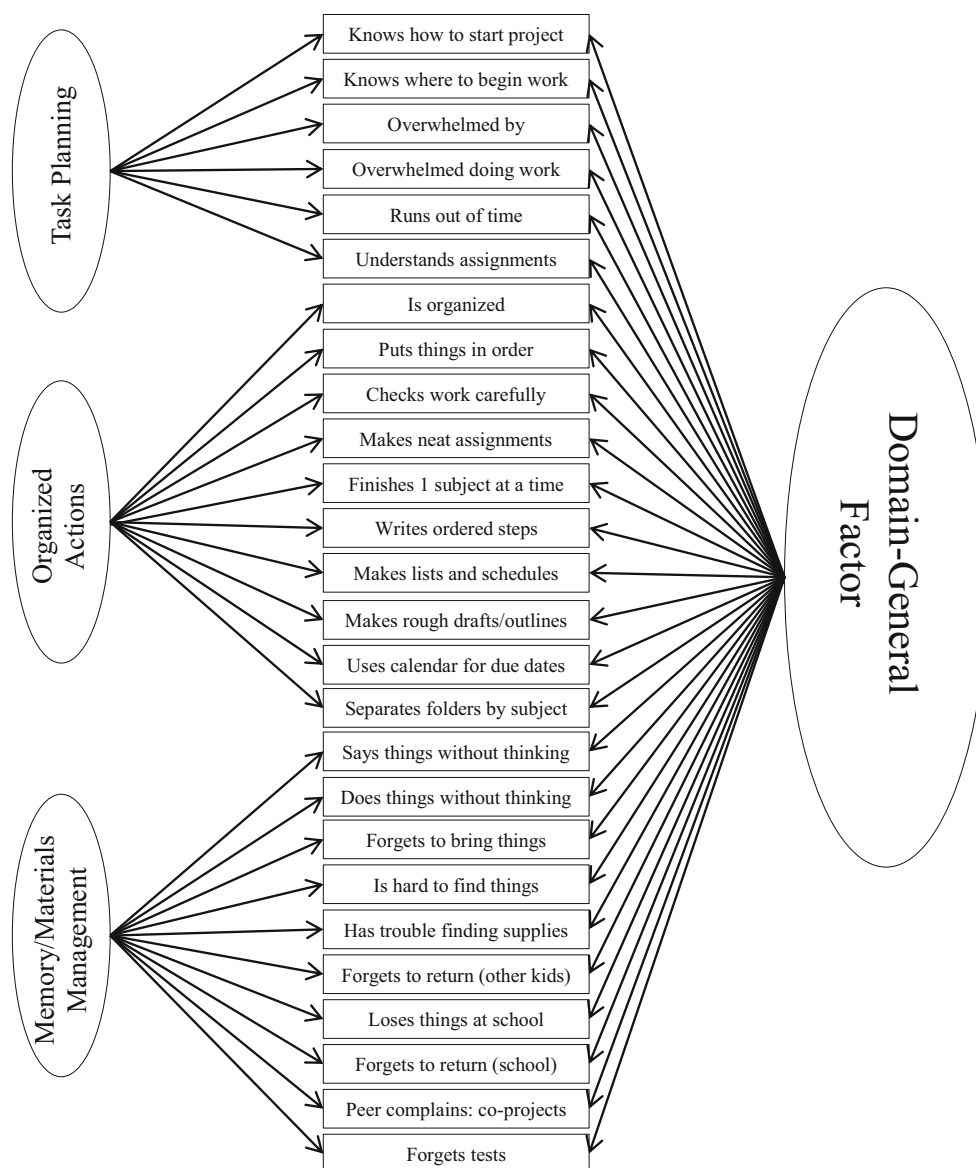 Task Planning
Organized
Actions
Memory/Materials
Management
Knows how to start project
Knows where to begin work
Overwhelmed by
Overwhelmed doing work
Runs out of time
Understands assignments
Is organized
Puts things in order
Checks work carefully
Makes neat assignments
Finishes 1 subject at a time
Writes ordered steps
Makes lists and schedules
Makes rough drafts/outlines
Uses calendar for due dates
Separates folders by subject
Says things without thinking
Does things without thinking
Forgets to bring things
Is hard to find things
Has trouble finding supplies
Forgets to return (other kids)
Loses things at school
Forgets to return (school)
Peer complains: co-projects
Forgets tests
Domain-General
Factor